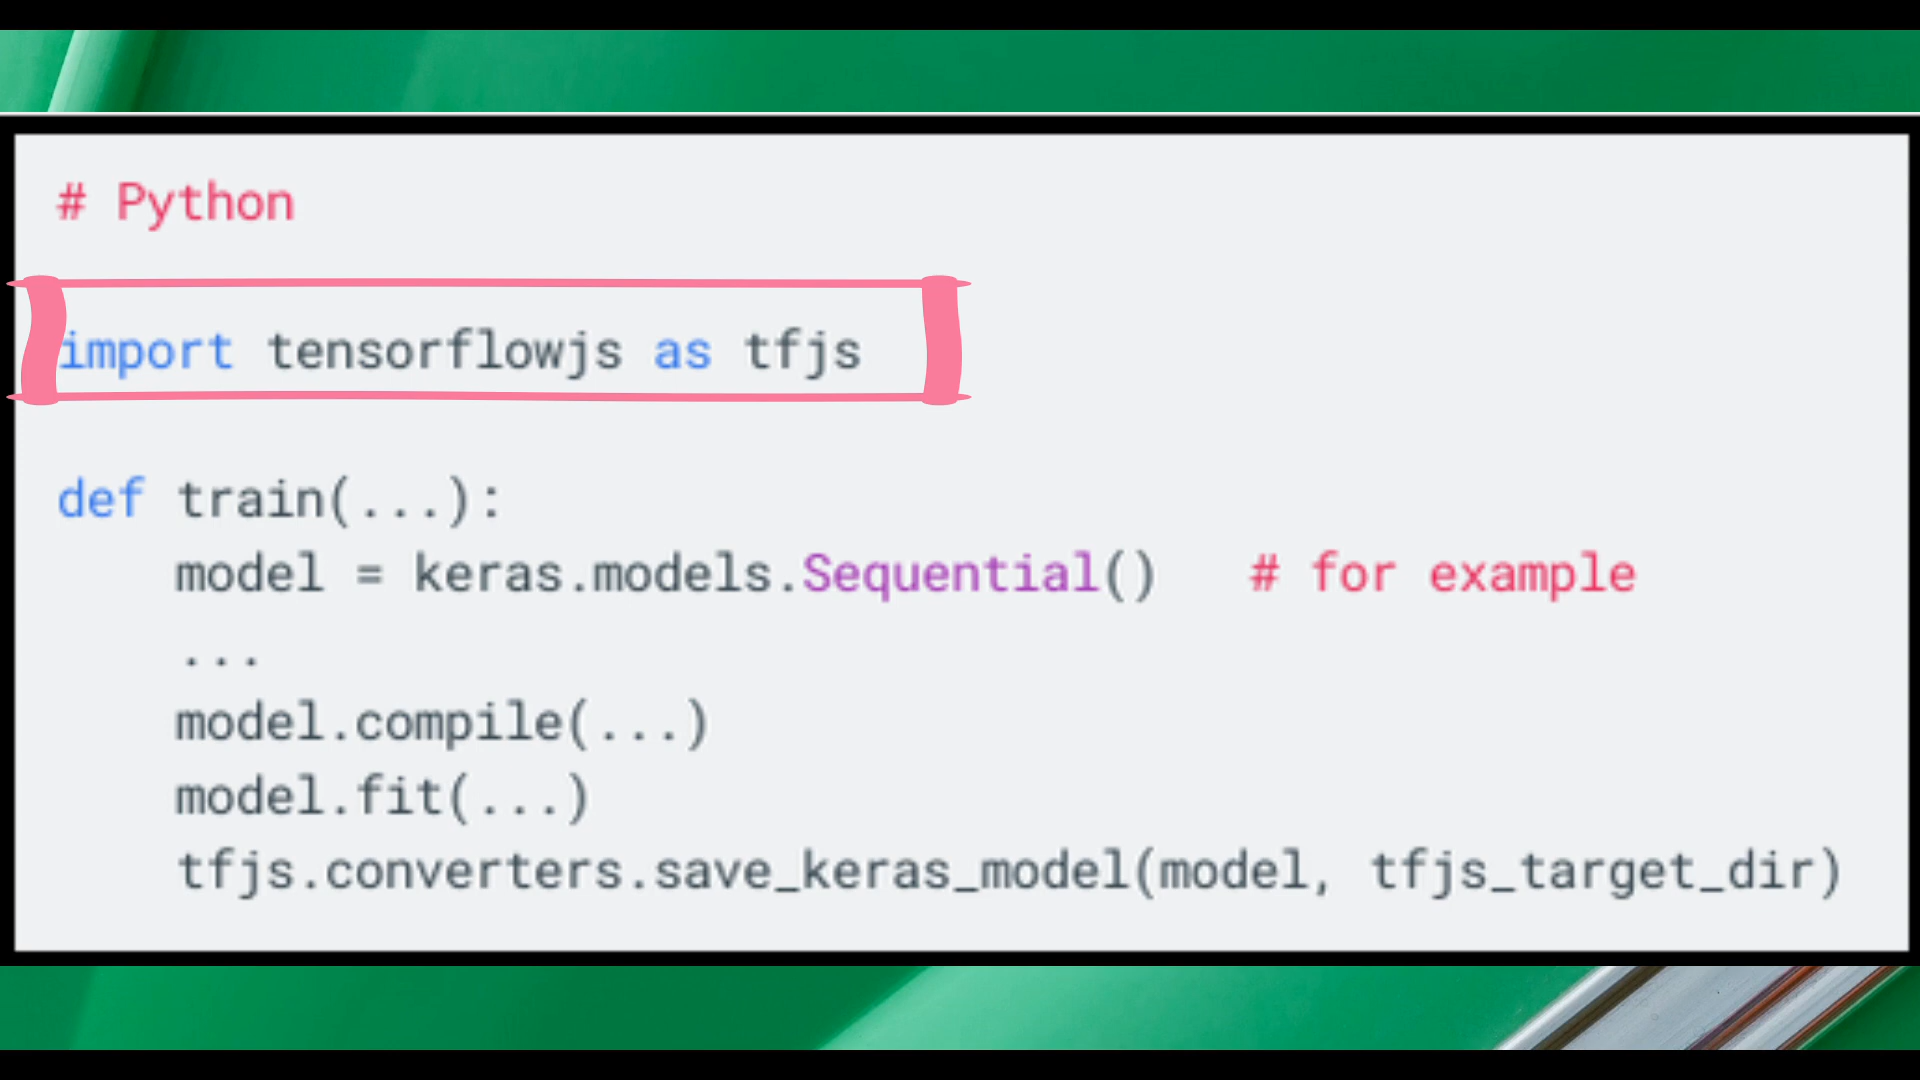 # Python
import tensorflowjs as tfjs
def train(...):
    model = keras.models.Sequential()   # for example
    ...
    model.compile(...)
    model.fit(...)
    tfjs.converters.save_keras_model(model, tfjs_target_dir)